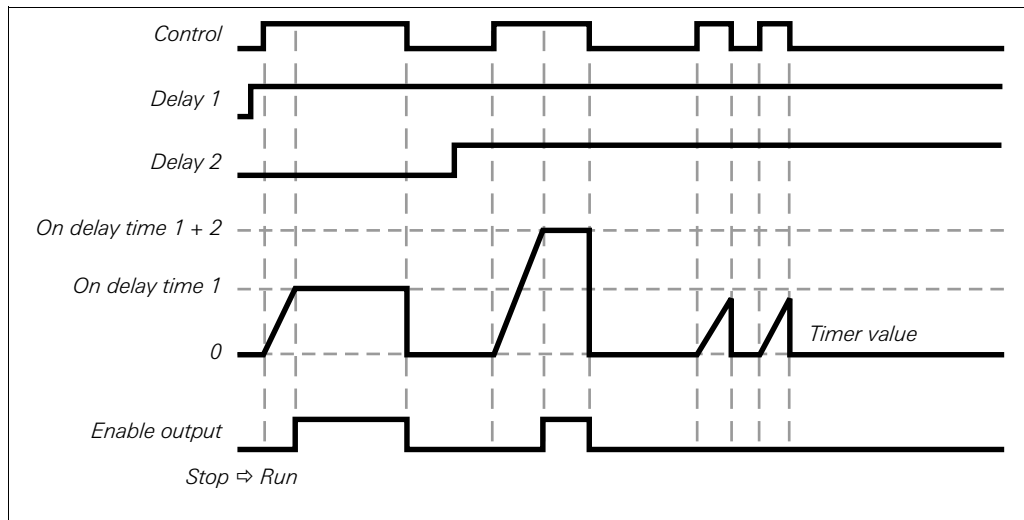 Control
Delay 1
Delay 2
On delay time 1 + 2
On delay time 1
0
Timer value
Enable output
Stop ⇨ Run